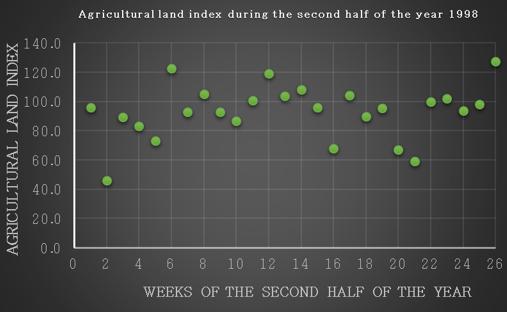 Agricultural land index during the second half of the year 1998
AGRICULTURAL LAND INDEX
140.0
120.0
100.0
80.0
60.0
40.0
20.0
0.0
0 2 4 6 8 10 12 14 16 18 20 22 24 26
WEEKS OF THE SECOND HALF OF THE YEAR